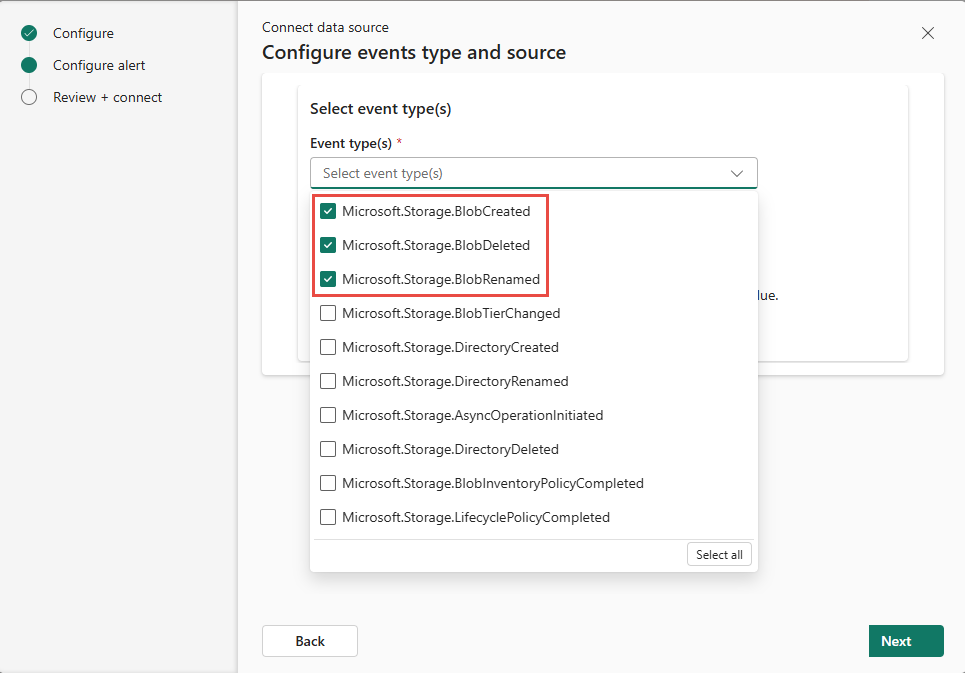 Configure
Configure alert
Review + connect
Connect data source
Configure events type and source
Select event type(s)
Event type(s) *
Select event type(s)
Microsoft.Storage.BlobCreated
Microsoft.Storage.BlobDeleted
Microsoft.Storage.BlobRenamed
lue.
Microsoft.Storage.BlobTierChanged
Microsoft.Storage.DirectoryCreated
Microsoft.Storage.DirectoryRenamed
Microsoft.Storage.AsyncOperationInitiated
Microsoft.Storage.DirectoryDeleted
Microsoft.Storage.BlobInventoryPolicyCompleted
Microsoft.Storage.LifecyclePolicyCompleted
Select all
Back
Next